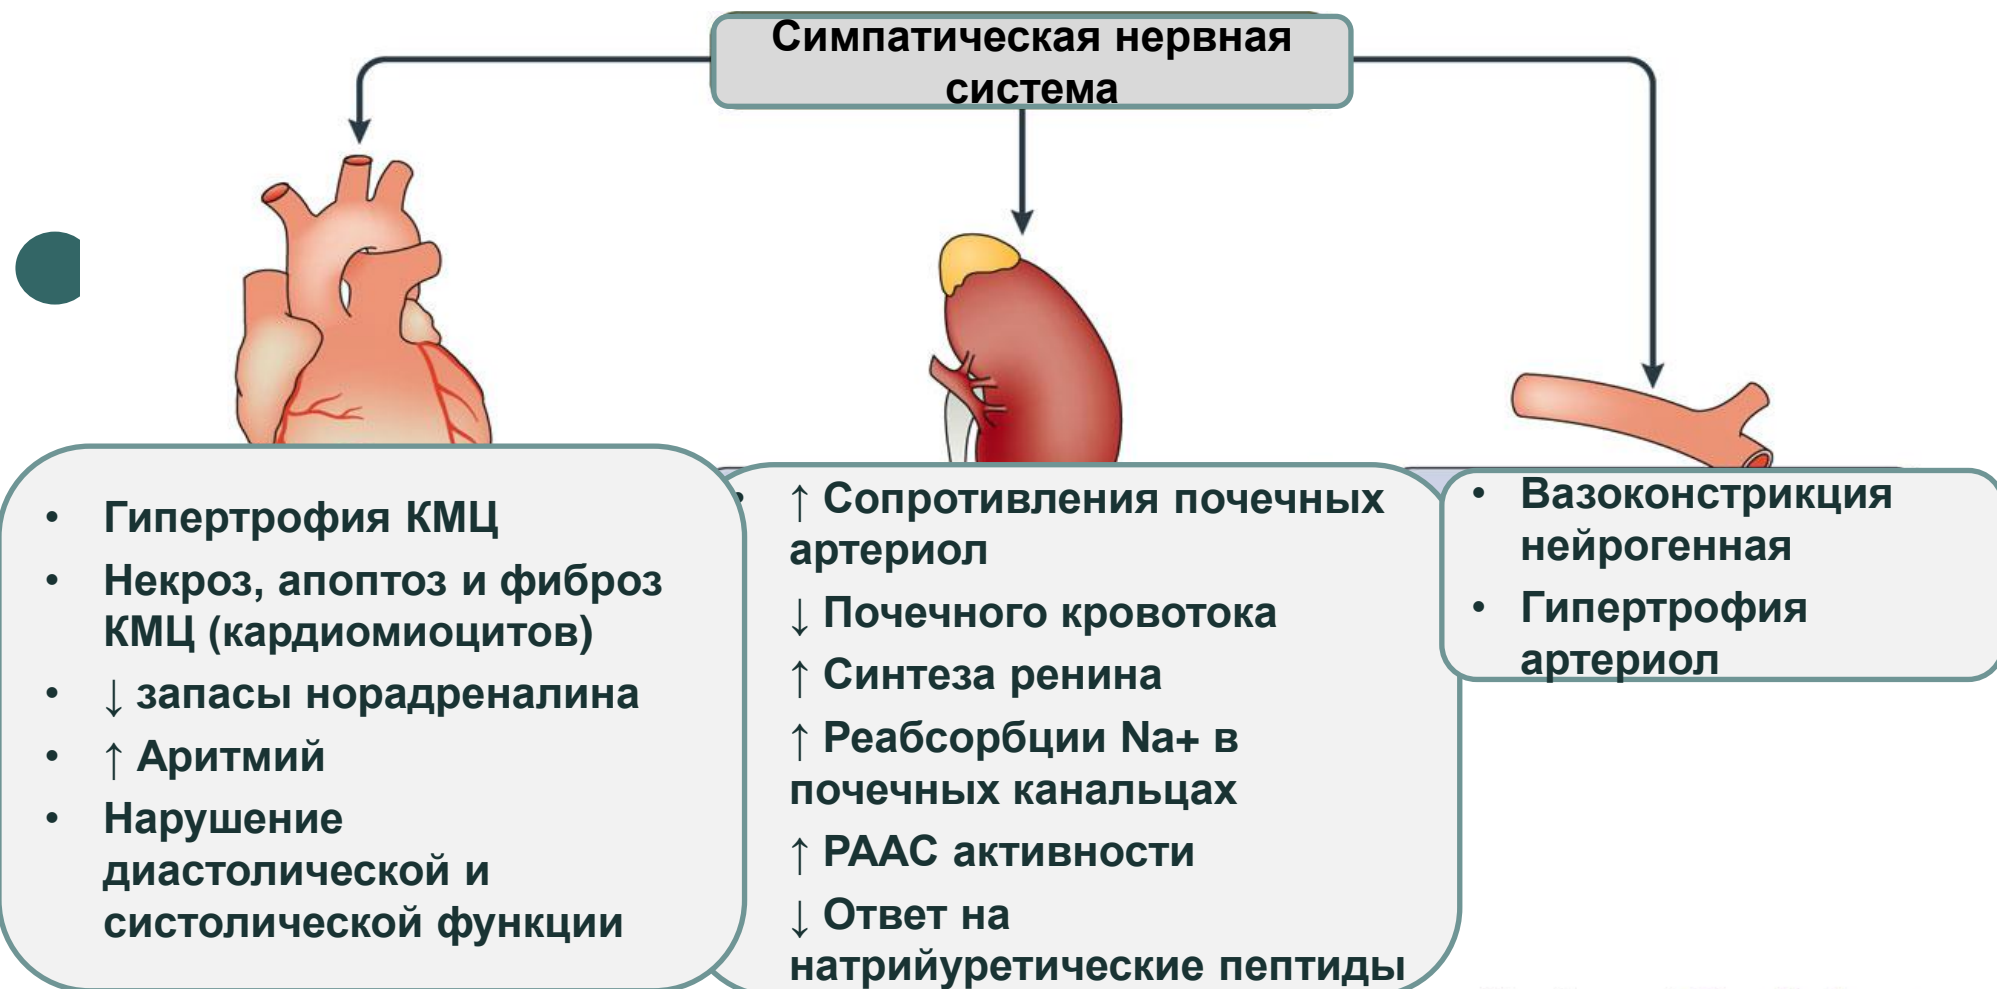 Симпатическая нервная
система
• Гипертрофия КМЦ
• Некроз, апоптоз и фиброз
КМЦ (кардиомиоцитов)
• ↓ запасы норадреналина
• ↑ Аритмий
• Нарушение
диастолической и
систолической функции
• ↑ Сопротивления почечных
артериол
↓ Почечного кровотока
↑ Синтеза ренина
↑ Реабсорбции Na+ в
почечных канальцах
↑ РААС активности
↓ Ответ на
натрийуретические пептиды
• Вазоконстрикция
нейрогенная
• Гипертрофия
артериол